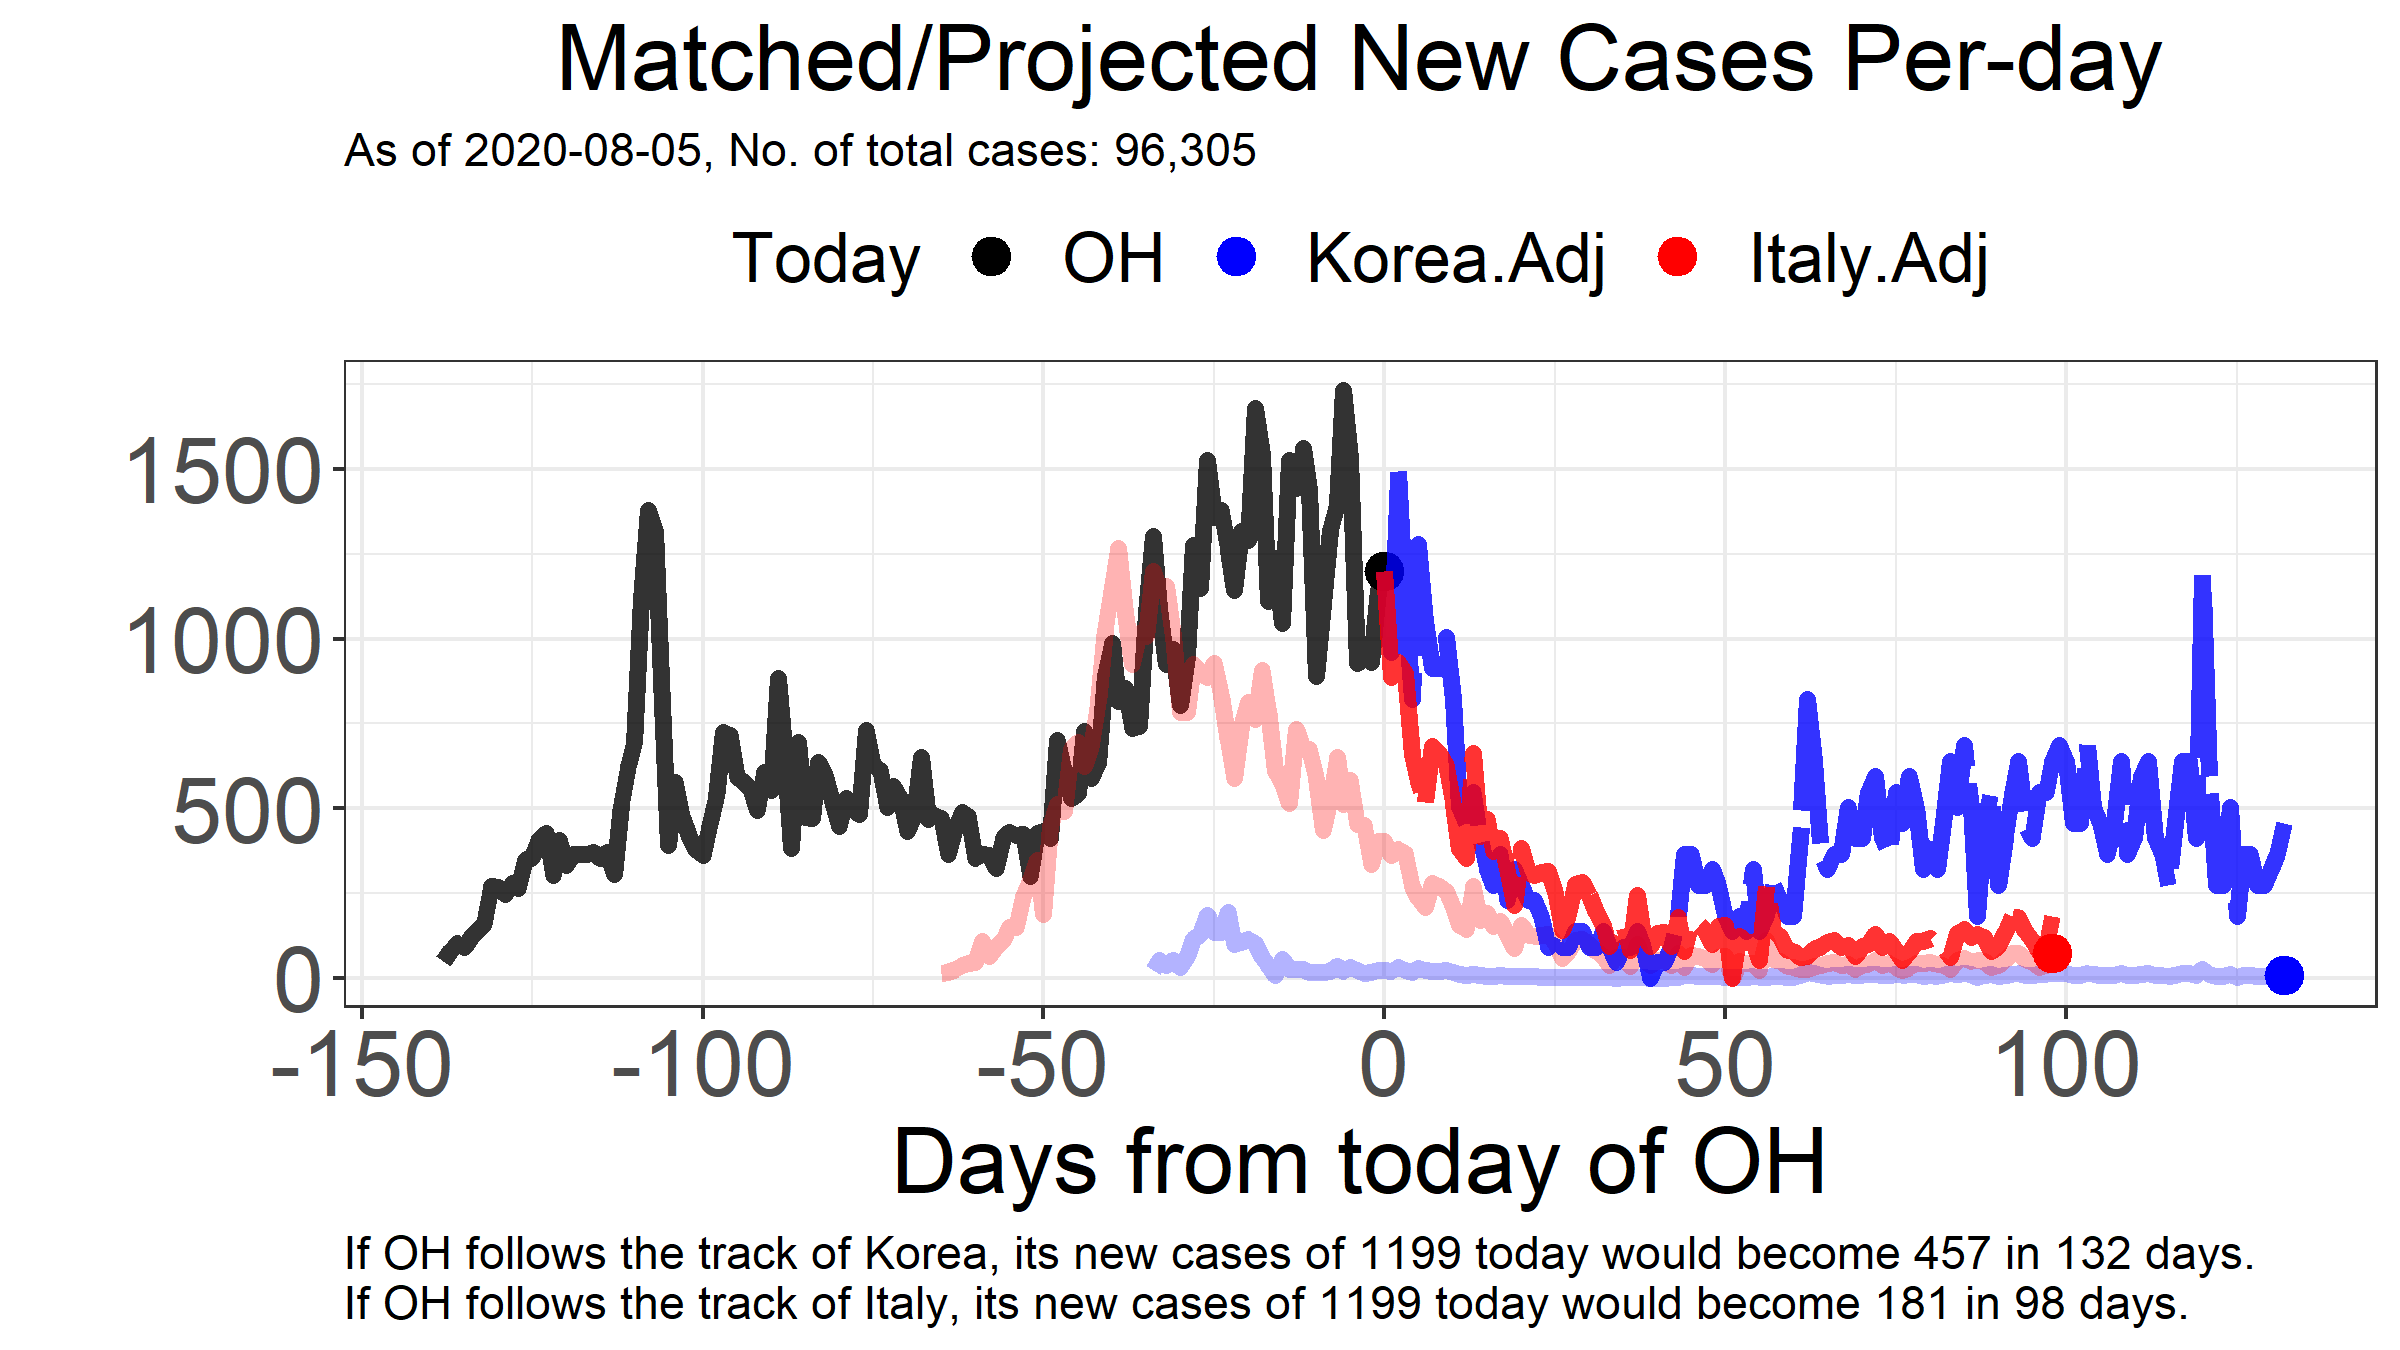 Matched/Projected New Cases Per-day
As of 2020-08-05, No. of total cases: 96,305
Today OH Korea.Adj Italy.Adj
1500
1000
500
0
-150 -100 -50 0 50 100
Days from today of OH
If OH follows the track of Korea, its new cases of 1199 today would become 457 in 132 days.
If OH follows the track of Italy, its new cases of 1199 today would become 181 in 98 days.